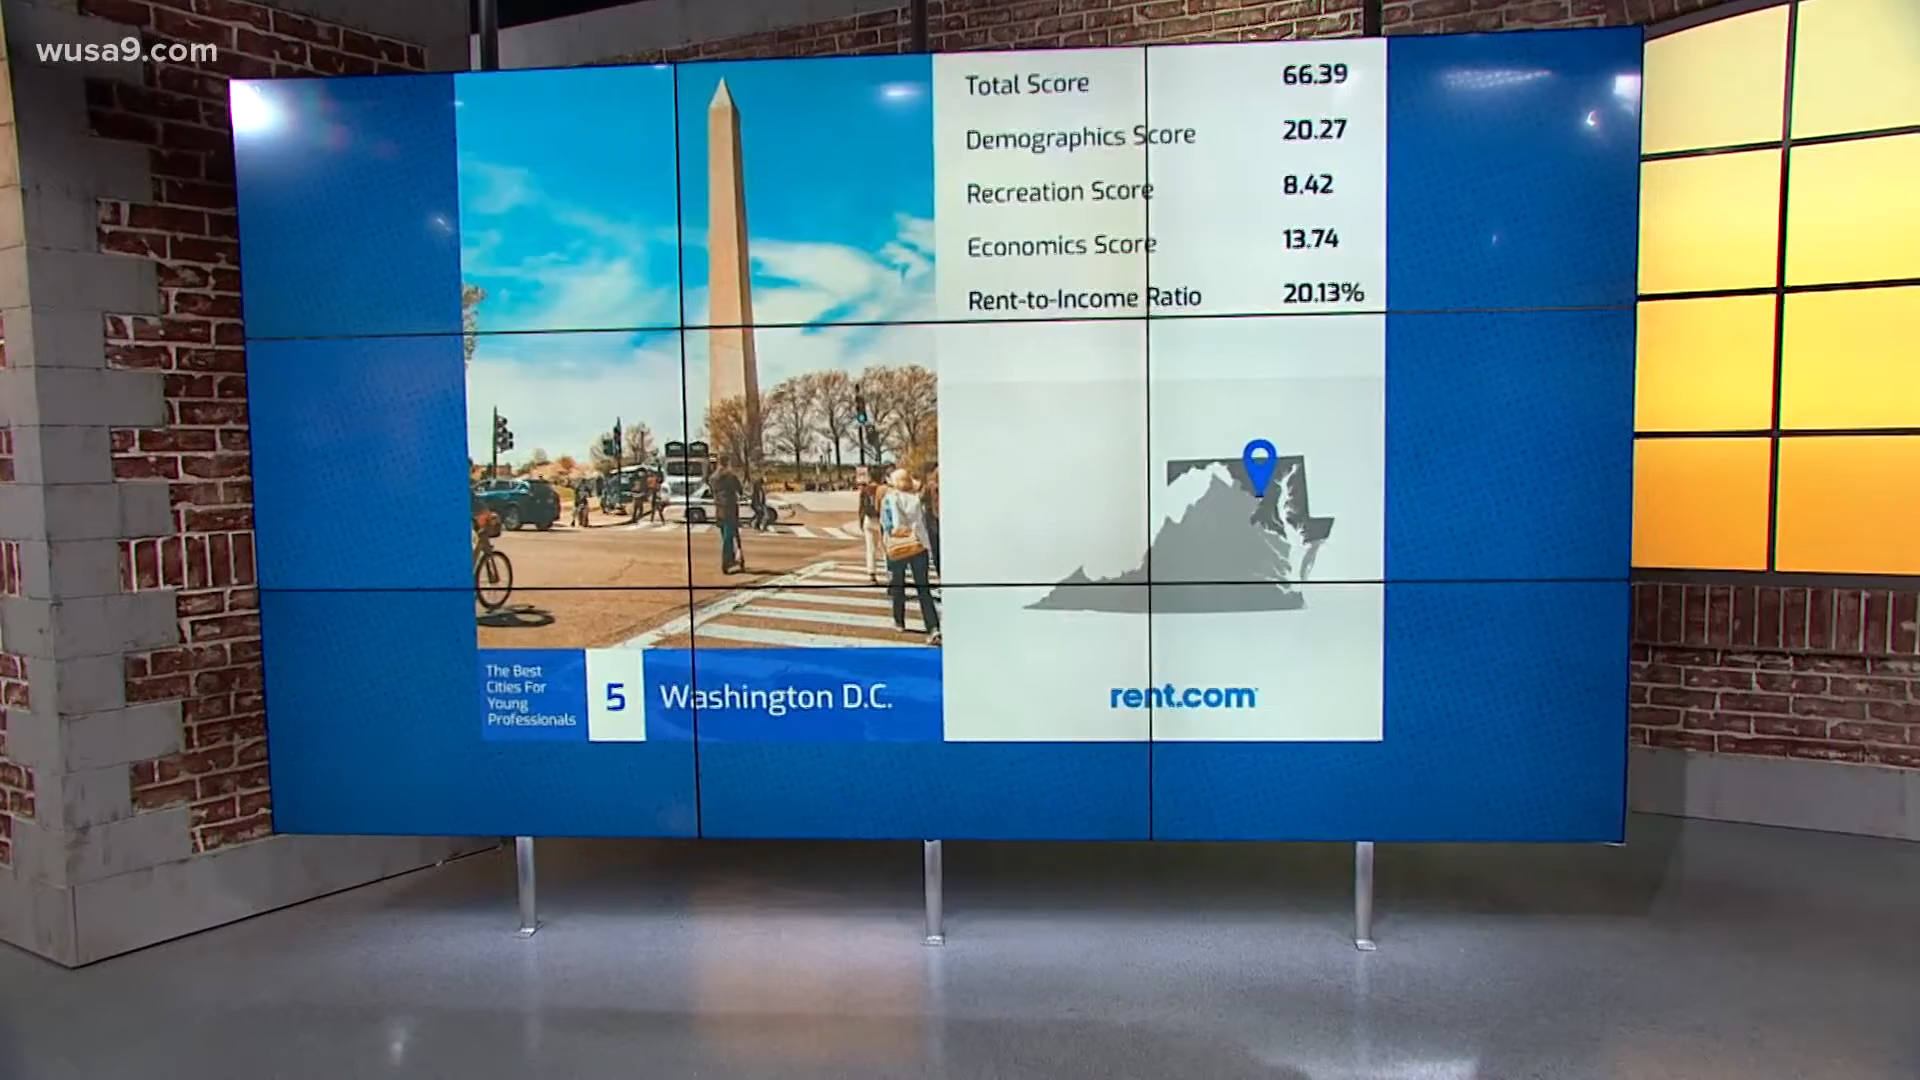 wusa9.com
Total Score 66.39
Demographics Score 20.27
Recreation Score 8.42
Economics Score 13.74
Rent-to-Income Ratio 20.13%
The Best
Cities For
Young
Professionals
5
Washington D.C.
rent.com